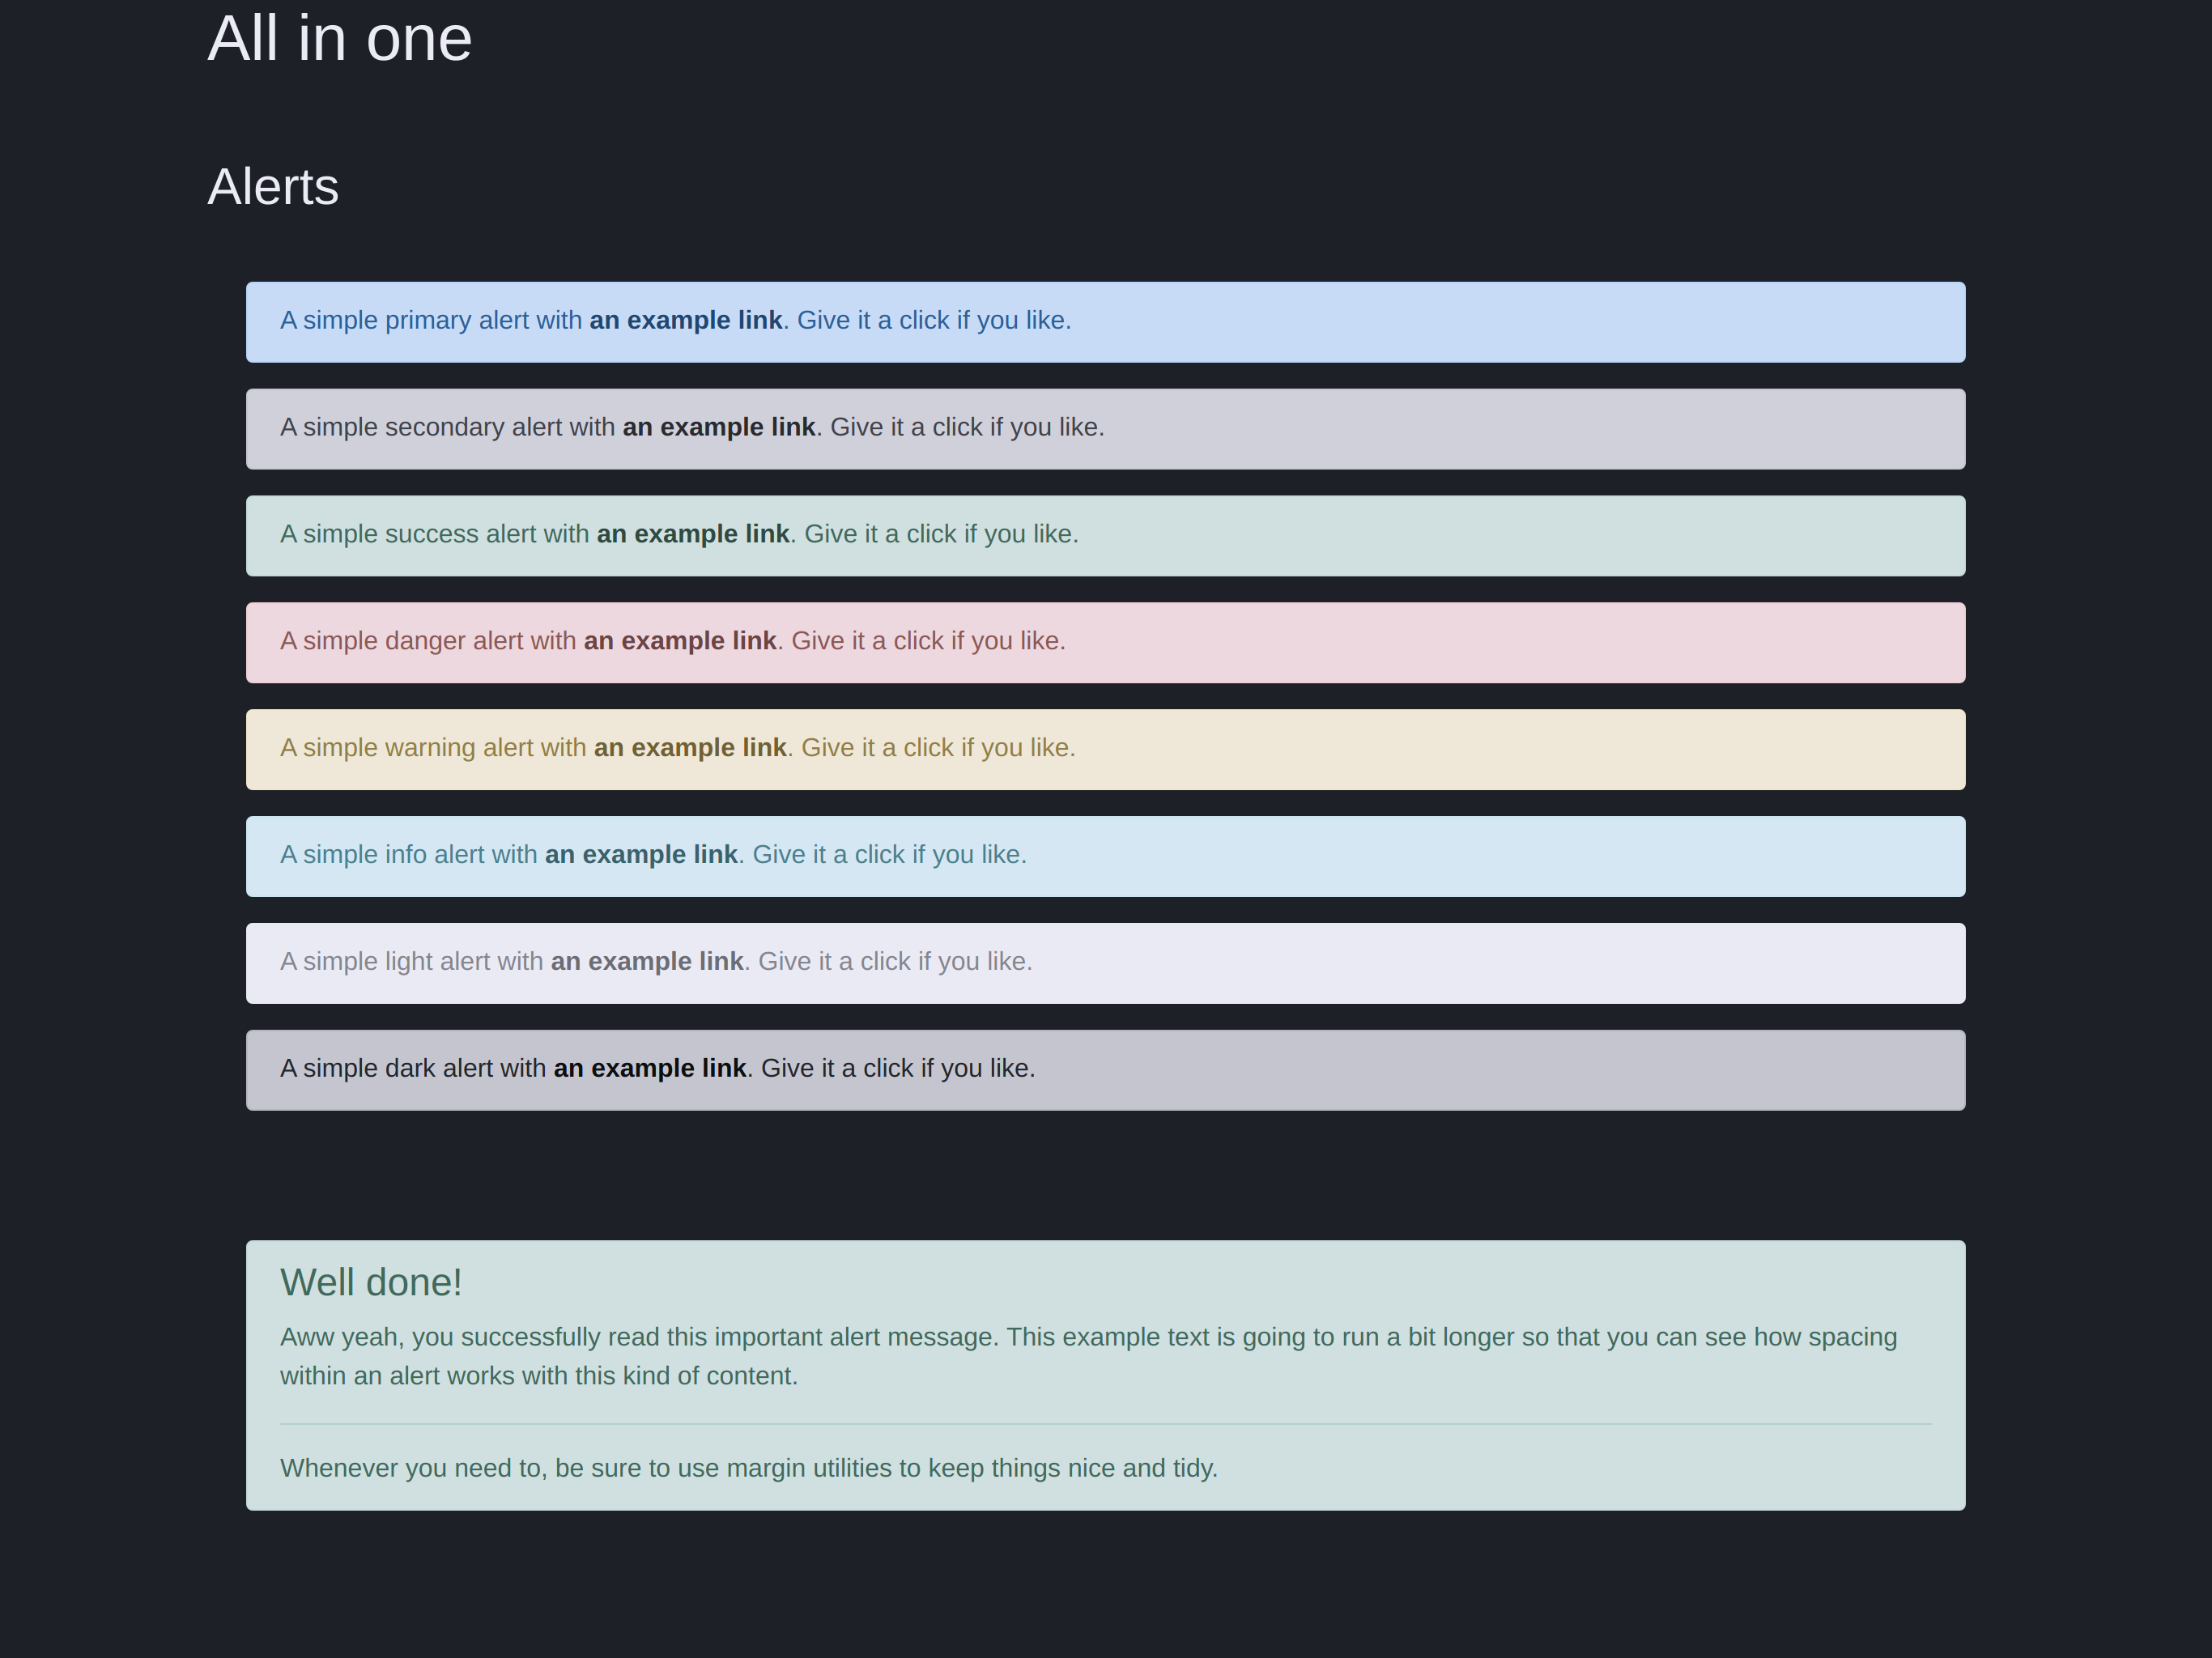 All in one
Alerts
A simple primary alert with an example link. Give it a click if you like.
A simple secondary alert with an example link. Give it a click if you like.
A simple success alert with an example link. Give it a click if you like.
A simple danger alert with an example link. Give it a click if you like.
A simple warning alert with an example link. Give it a click if you like.
A simple info alert with an example link. Give it a click if you like.
A simple light alert with an example link. Give it a click if you like.
A simple dark alert with an example link. Give it a click if you like.
Well done!
Aww yeah, you successfully read this important alert message. This example text is going to run a bit longer so that you can see how spacing
within an alert works with this kind of content.
Whenever you need to, be sure to use margin utilities to keep things nice and tidy.